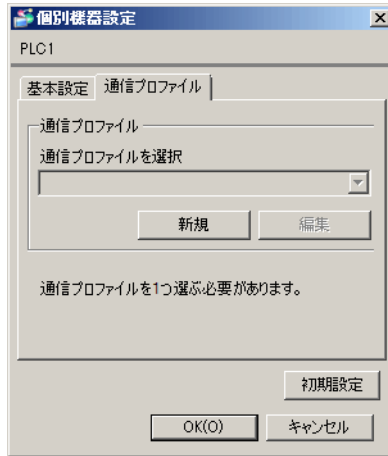 個別機器設定
PLC1
基本設定 通信プロファイル
通信プロファイル
通信プロファイルを選択
新規 編集
通信プロファイルを1つ選ぶ必要があります。
初期設定
OK(O) キャンセル